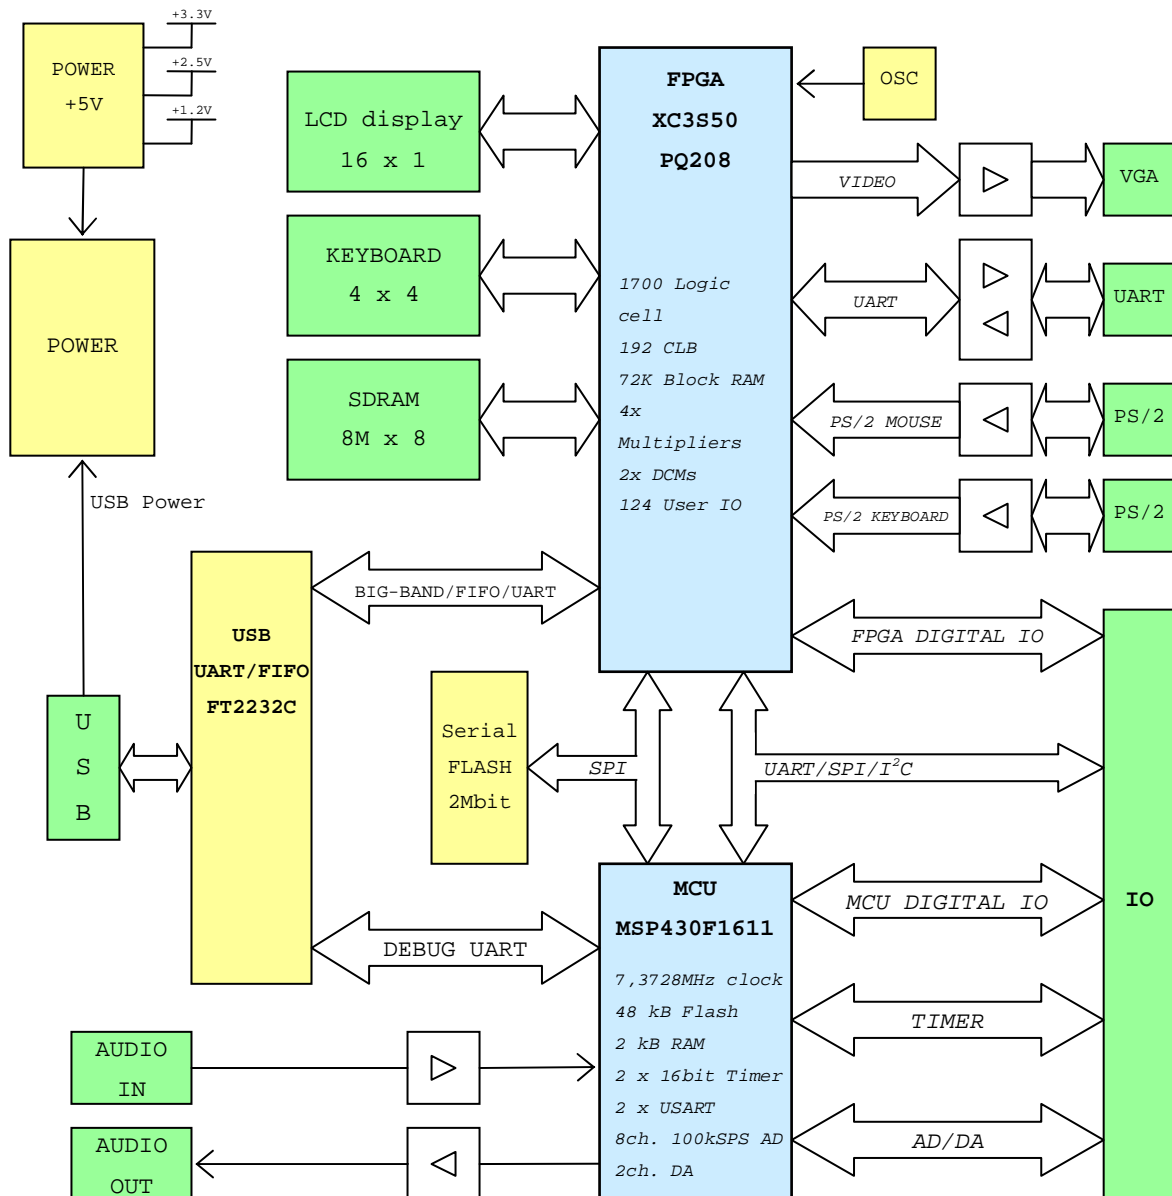 +3.3V
+2.5V
+1.2V
POWER
+5V
POWER
USB Power
LCD display
16 x 1
KEYBOARD
4 x 4
SDRAM
8M x 8
FPGA
XC3S50
PQ208
1700 Logic
cell
192 CLB
72K Block RAM
4x
Multipliers
2x DCMs
124 User IO
OSC
VIDEO
VGA
UART
UART
PS/2 MOUSE
PS/2
PS/2 KEYBOARD
PS/2
BIG-BAND/FIFO/UART
USB
UART/FIFO
FT2232C
U
S
B
Serial
FLASH
2Mbit
SPI
UART/SPI/I²C
FPGA DIGITAL IO
IO
MCU DIGITAL IO
TIMER
AD/DA
DEBUG UART
MCU
MSP430F1611
7,3728MHz clock
48 kB Flash
2 kB RAM
2 x 16bit Timer
2 x USART
8ch. 100kSPS AD
2ch. DA
AUDIO
IN
AUDIO
OUT